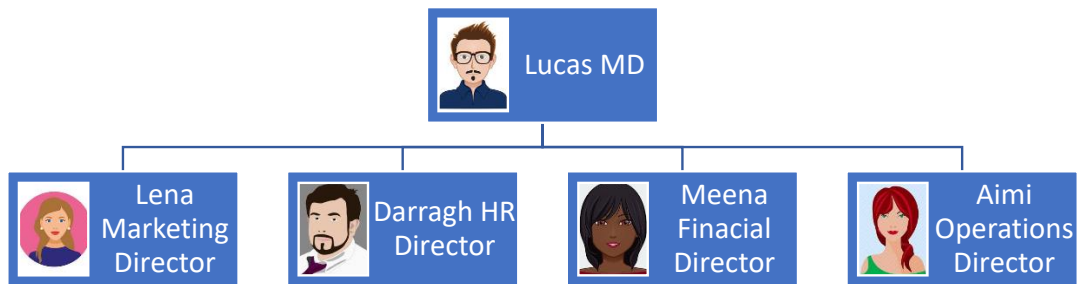 Lucas MD
Lena
Marketing
Director
Darragh HR
Director
Meena
Finacial
Director
Aimi
Operations
Director